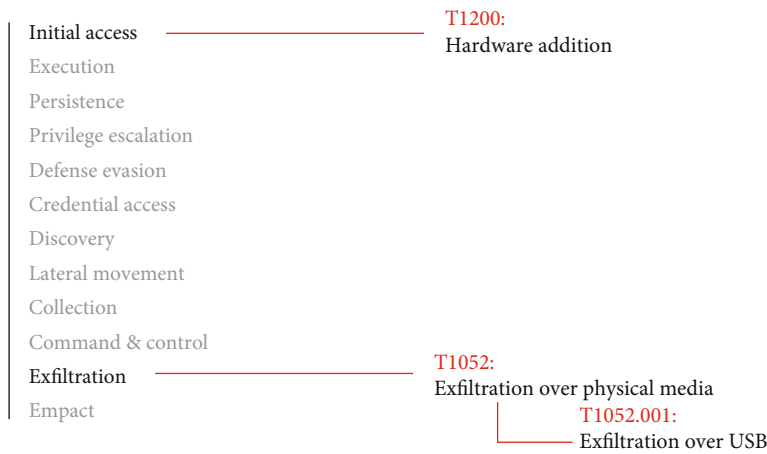 Initial access
T1200:
Hardware addition
Execution
Persistence
Privilege escalation
Defense evasion
Credential access
Discovery
Lateral movement
Collection
Command & control
Exfiltration
T1052:
Exfiltration over physical media
T1052.001:
Exfiltration over USB
Empact